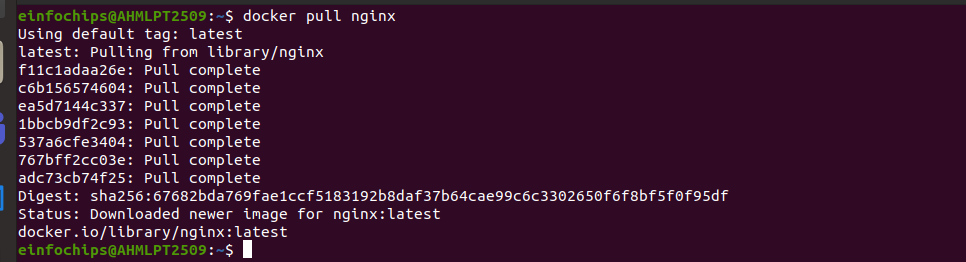 einfochips@AHMLPT2509:~$ docker pull nginx
Using default tag: latest
latest: Pulling from library/nginx
f11c1adaa26e: Pull complete
c6b156574604: Pull complete
ea5d7144c337: Pull complete
1bbcb9df2c93: Pull complete
537a6cfe3404: Pull complete
767bff2cc03e: Pull complete
adc73cb74f25: Pull complete
Digest: sha256:67682bda769fae1ccf5183192b8daf37b64cae99c6c3302650f6f8bf5f0f95df
Status: Downloaded newer image for nginx:latest
docker.io/library/nginx:latest
einfochips@AHMLPT2509:~$